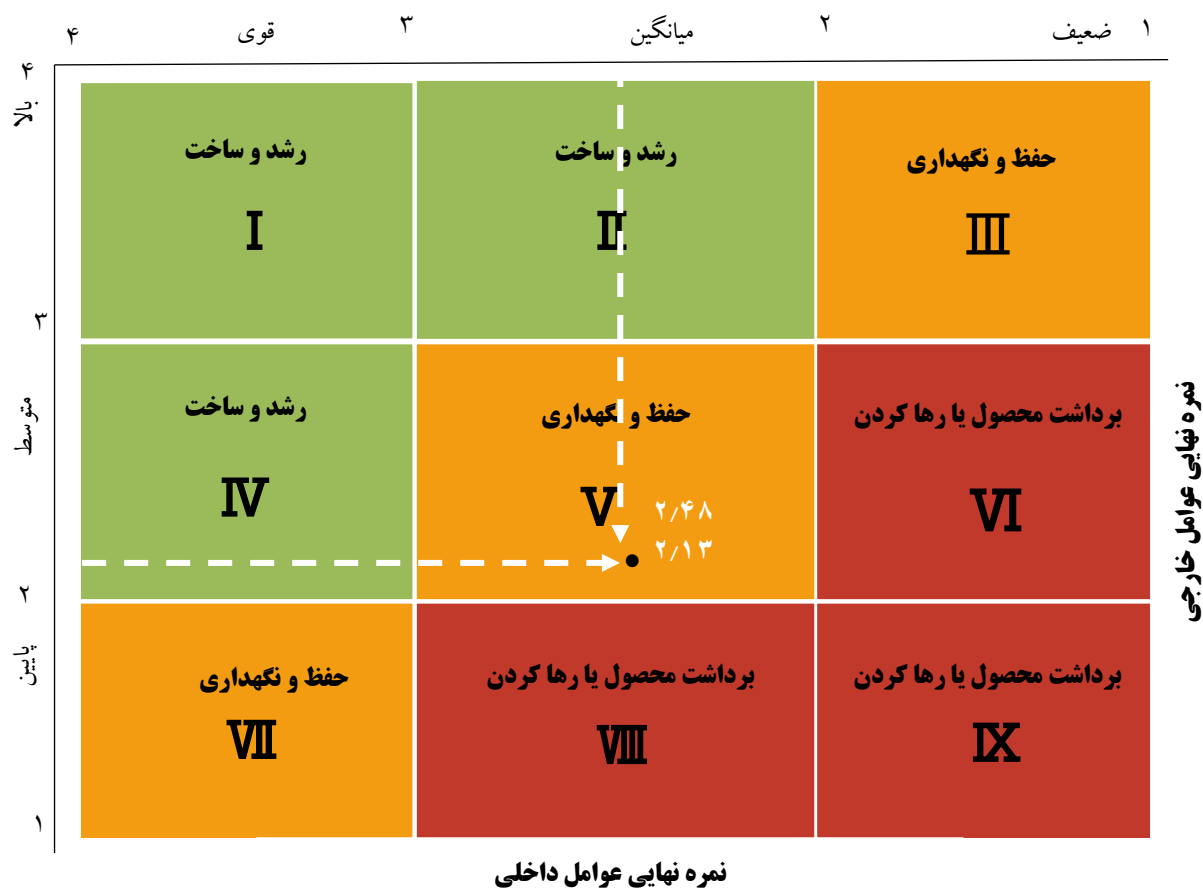 ۱ ضعیف ۲ میانگین ۳ قوی ۴
۴
بالا
۳
متوسط
۲
پایین
۱
حفظ و نگهداری
III
رشد و ساخت
II
رشد و ساخت
I
برداشت محصول یا رها کردن
VI
حفظ و نگهداری
V
۲/۴۸
۲/۱۳
رشد و ساخت
IV
برداشت محصول یا رها کردن
IX
برداشت محصول یا رها کردن
VIII
حفظ و نگهداری
VII
نمره نهایی عوامل خارجی
نمره نهایی عوامل داخلی